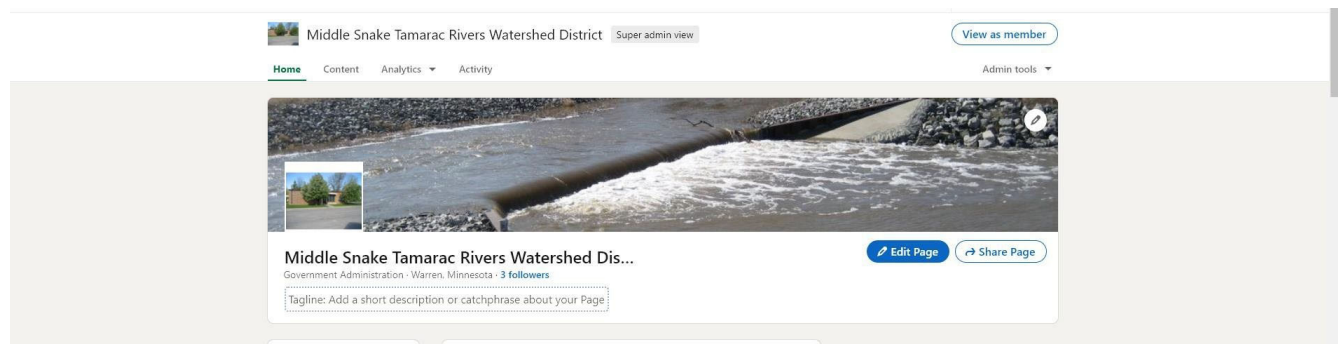 Middle Snake Tamarac Rivers Watershed District Super admin view View as member
Home Content Analytics Activity Admin tools
Middle Snake Tamarac Rivers Watershed Dis...
Edit Page Share Page
Government Administration · Warren, Minnesota · 3 followers
Tagline: Add a short description or catchphrase about your Page